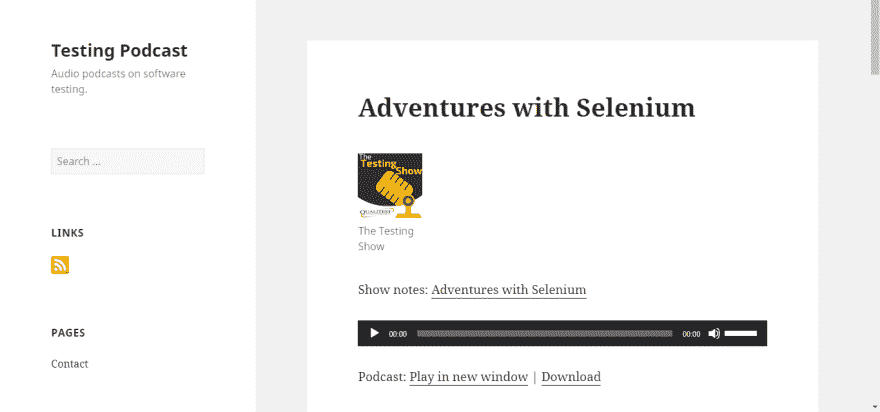 Testing Podcast
Audio podcasts on software
testing.
Search ...
LINKS
PAGES
Contact
Adventures with Selenium
The
Testing
Show
QUALITEST
The Testing
Show
Show notes: Adventures with Selenium
00:00 00:00
Podcast: Play in new window | Download